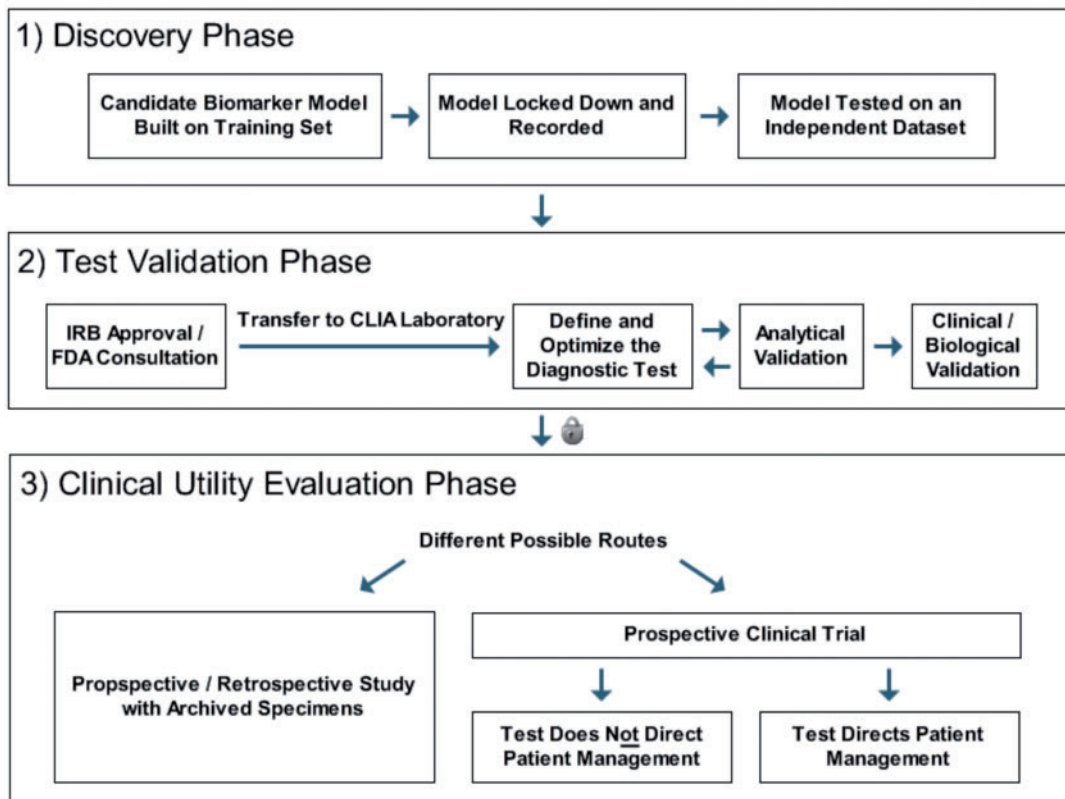 1) Discovery Phase
Candidate Biomarker Model
Built on Training Set
Model Locked Down and
Recorded
Model Tested on an
Independent Dataset
2) Test Validation Phase
IRB Approval /
FDA Consultation
Transfer to CLIA Laboratory
Define and
Optimize the
Diagnostic Test
Analytical
Validation
Clinical /
Biological
Validation
3) Clinical Utility Evaluation Phase
Different Possible Routes
Propspective / Retrospective Study
with Archived Specimens
Prospective Clinical Trial
Test Does Not Direct
Patient Management
Test Directs Patient
Management